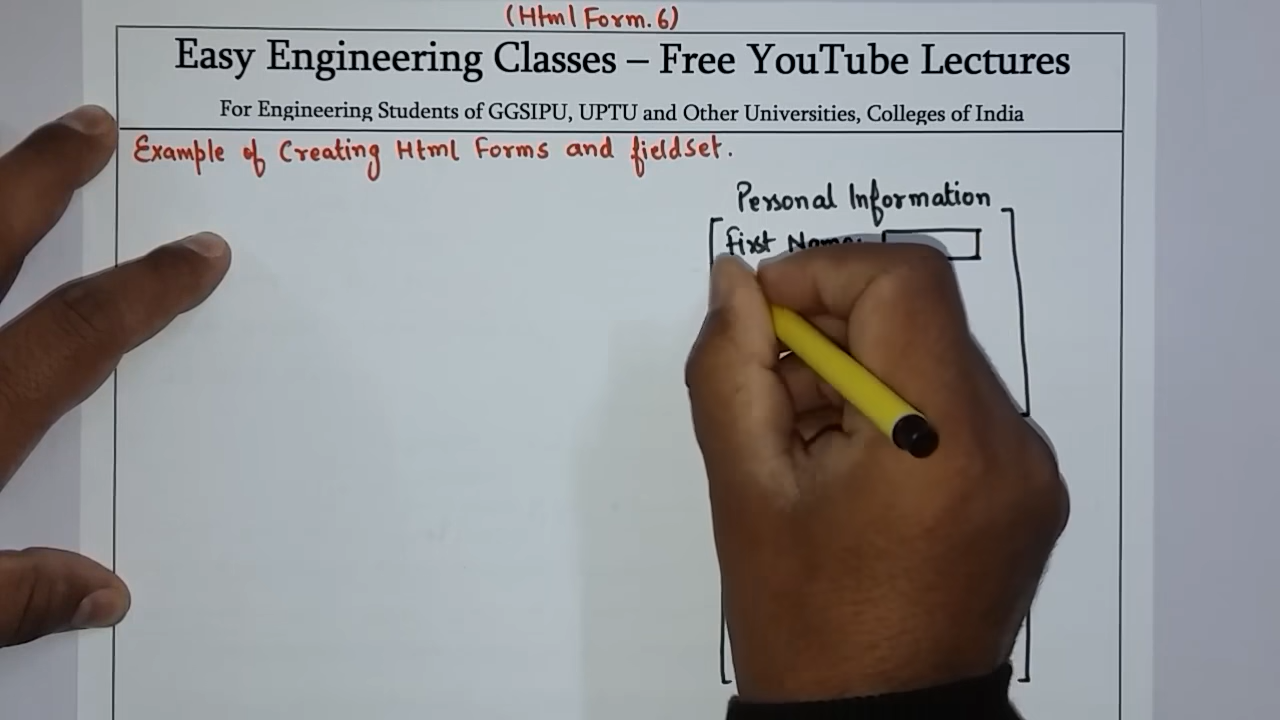 (Html Form. 6)
Easy Engineering Classes – Free YouTube Lectures
For Engineering Students of GGSIPU, UPTU and Other Universities, Colleges of India
Example of Creating Html Forms and fieldset.
Personal Information
First Name: